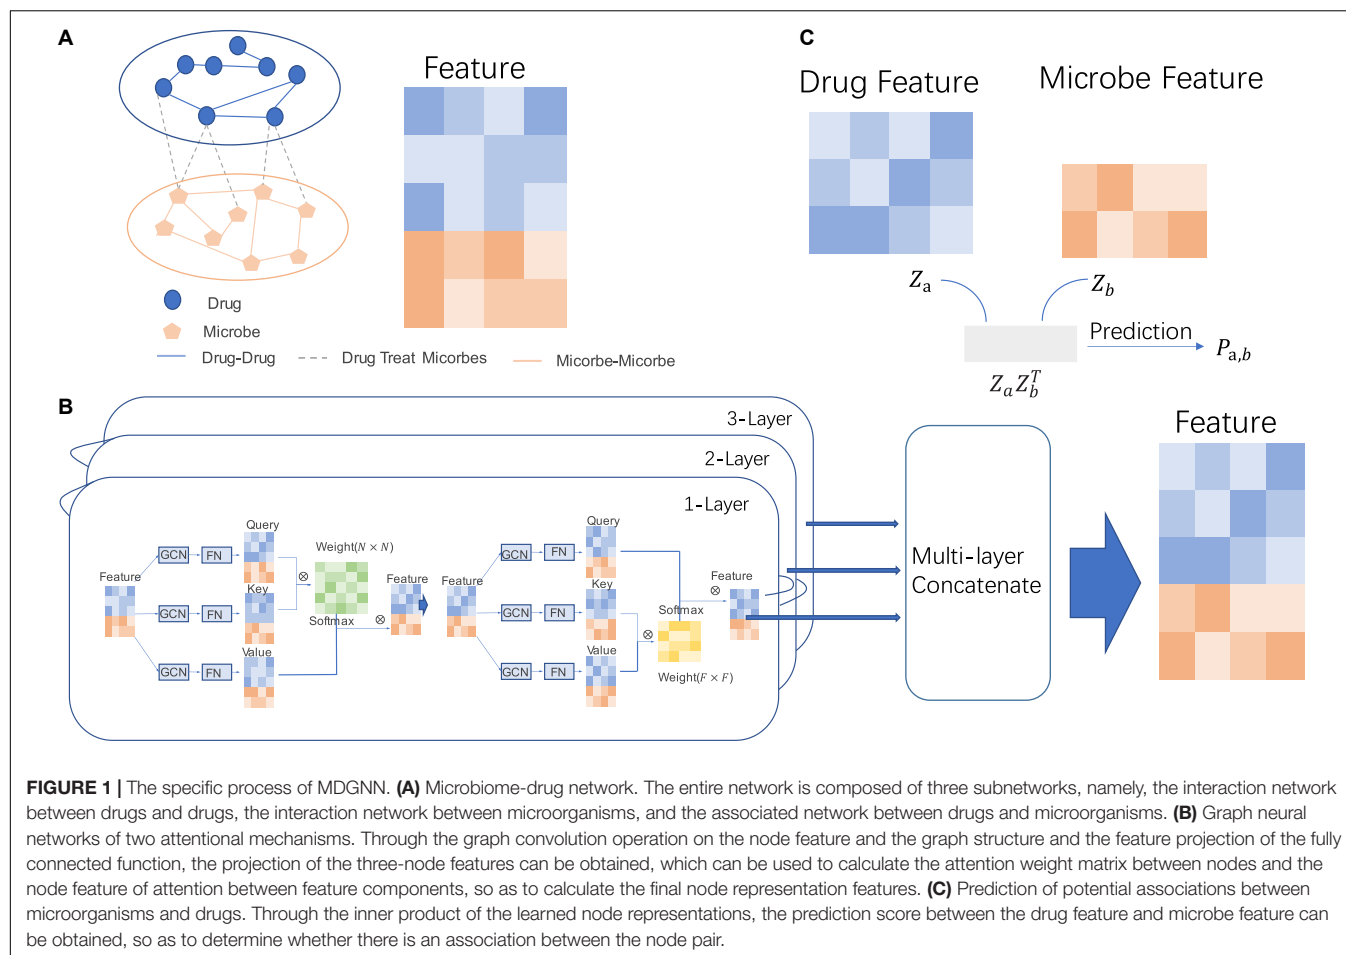 A
Feature
Drug
Microbe
Drug-Drug
Drug Treat Micorbes
Micorbe-Micorbe
C
Drug Feature
Microbe Feature
Z_a
Z_b
Prediction
P_{a,b}
Z_a Z_b^T
B
3-Layer
2-Layer
1-Layer
Feature
GCN
FN
Query
GCN
FN
Key
GCN
FN
Value
Weight(N × N)
⊗
Softmax
⊗
Feature
Feature
GCN
FN
Query
GCN
FN
Key
GCN
FN
Value
⊗
Softmax
Weight(F × F)
⊗
Feature
Multi-layer
Concatenate
Feature
FIGURE 1 | The specific process of MDGNN. (A) Microbiome-drug network. The entire network is composed of three subnetworks, namely, the interaction network
between drugs and drugs, the interaction network between microorganisms, and the associated network between drugs and microorganisms. (B) Graph neural
networks of two attentional mechanisms. Through the graph convolution operation on the node feature and the graph structure and the feature projection of the fully
connected function, the projection of the three-node features can be obtained, which can be used to calculate the attention weight matrix between nodes and the
node feature of attention between feature components, so as to calculate the final node representation features. (C) Prediction of potential associations between
microorganisms and drugs. Through the inner product of the learned node representations, the prediction score between the drug feature and microbe feature can
be obtained, so as to determine whether there is an association between the node pair.